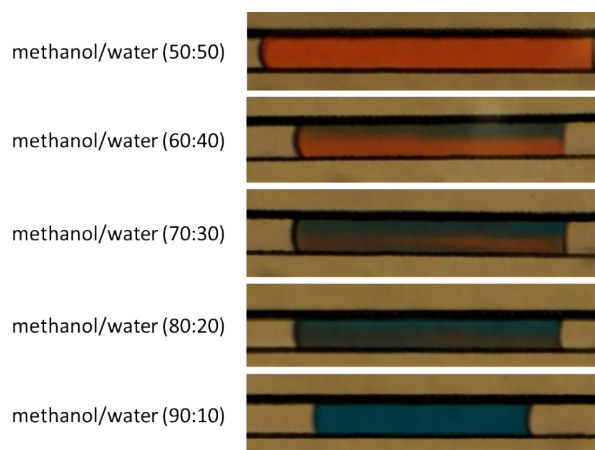 methanol/water (50:50)
methanol/water (60:40)
methanol/water (70:30)
methanol/water (80:20)
methanol/water (90:10)